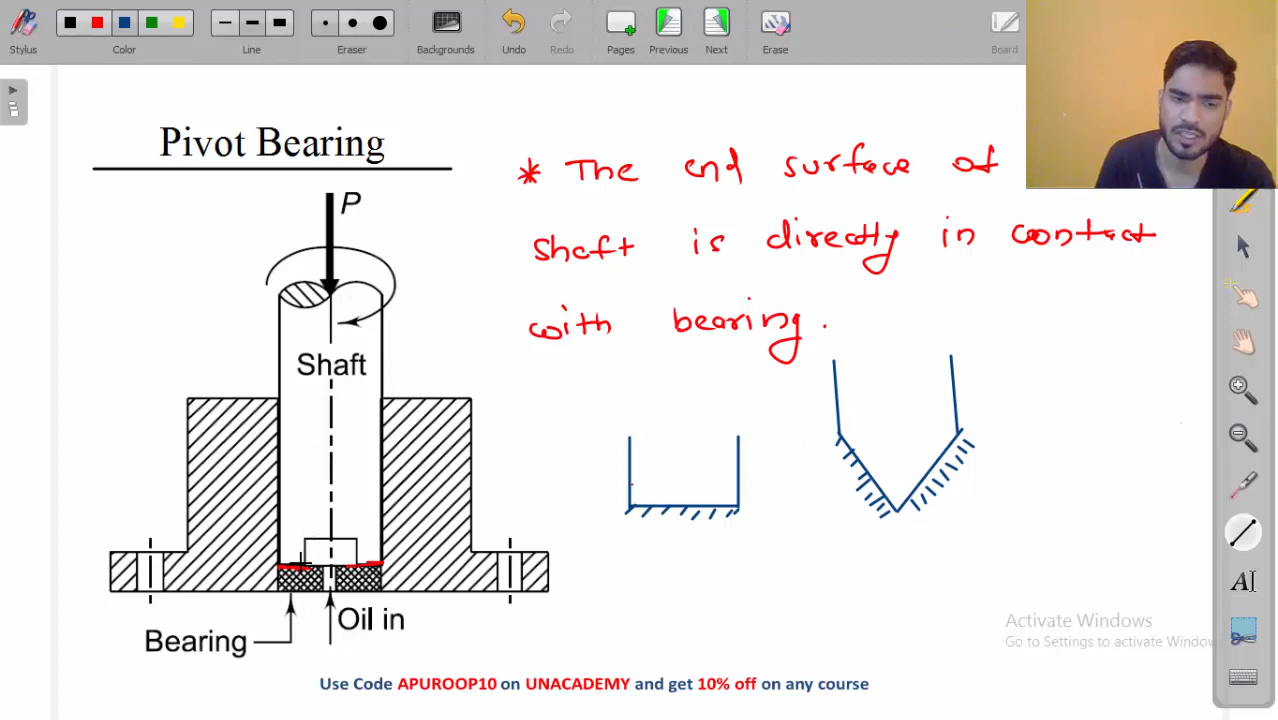 Stylus
Color
Line
Eraser
Backgrounds
Undo
Redo
Pages
Previous
Next
Erase
Board
Pivot Bearing
P
* The end surface of
shaft is directly in contact
with bearing.
Shaft
Oil in
Bearing
AI
Activate Windows
Go to Settings to activate Window
Use Code APUROOP10 on UNACADEMY and get 10% off on any course